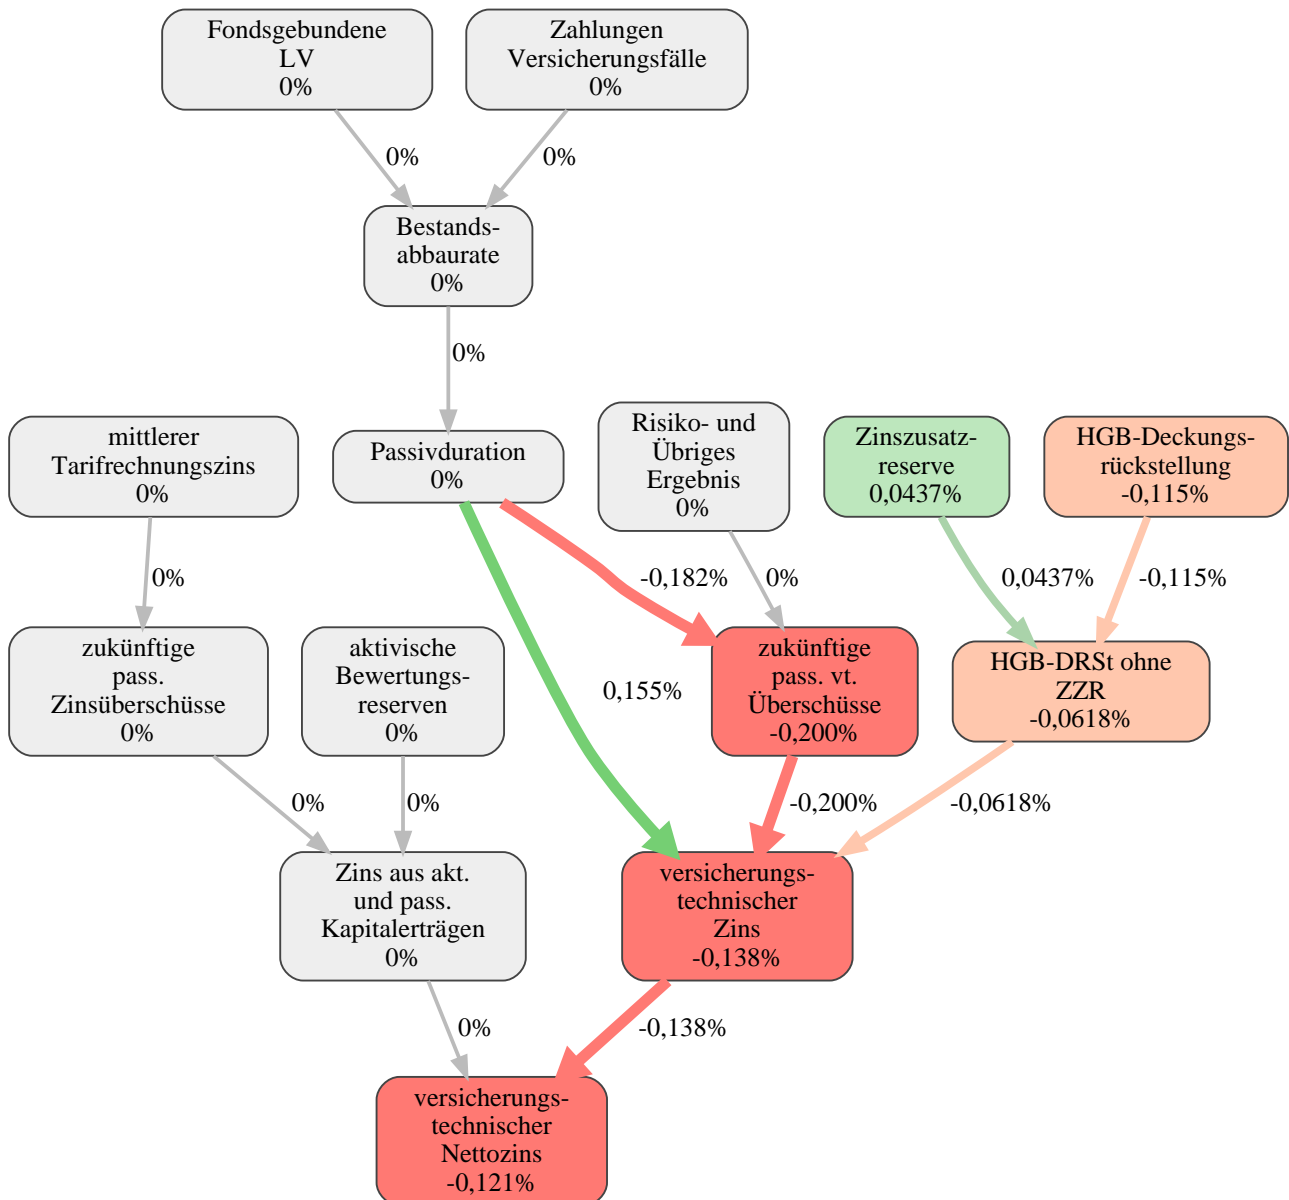 Fondsgebundene
LV
0%
Zahlungen
Versicherungsfälle
0%
0%
0%
Bestands-
abbaurate
0%
0%
mittlerer
Tarifrechnungszins
0%
Passivduration
0%
Risiko- und
Übriges
Ergebnis
0%
Zinszusatz-
reserve
0,0437%
HGB-Deckungs-
rückstellung
-0,115%
0%
-0,182%
0%
0,0437%
-0,115%
zukünftige
pass.
Zinsüberschüsse
0%
aktivische
Bewertungs-
reserven
0%
0,155%
zukünftige
pass. vt.
Überschüsse
-0,200%
HGB-DRSt ohne
ZZR
-0,0618%
0%
0%
-0,200%
-0,0618%
Zins aus akt.
und pass.
Kapitalerträgen
0%
versicherungs-
technischer
Zins
-0,138%
0%
-0,138%
versicherungs-
technischer
Nettozins
-0,121%